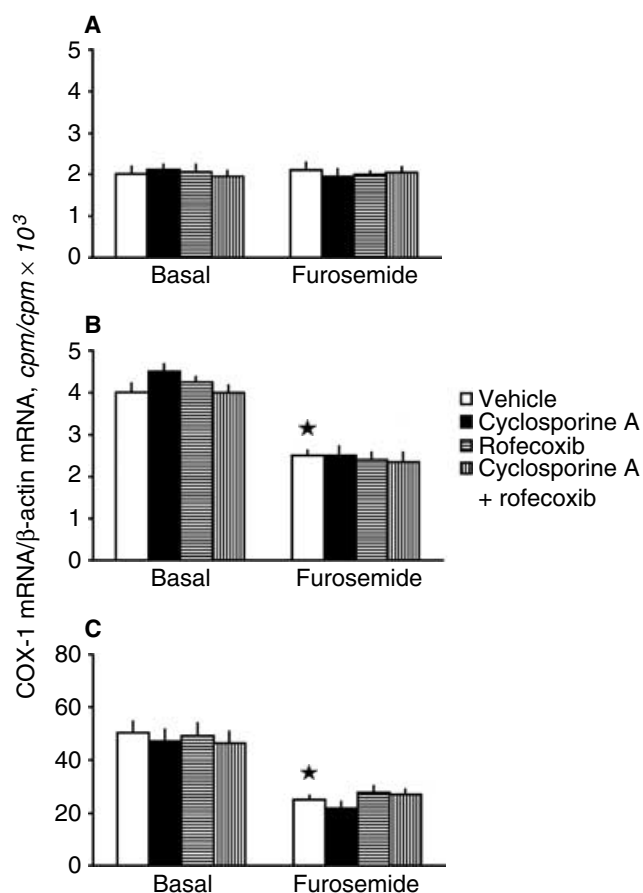 COX-1 mRNA/β-actin mRNA, cpm/cpm × 10³
A
5
4
3
2
1
0
Basal Furosemide
B
5
4
3
2
1
0
Basal Furosemide
Vehicle
Cyclosporine A
Rofecoxib
Cyclosporine A
+ rofecoxib
C
80
60
40
20
0
Basal Furosemide